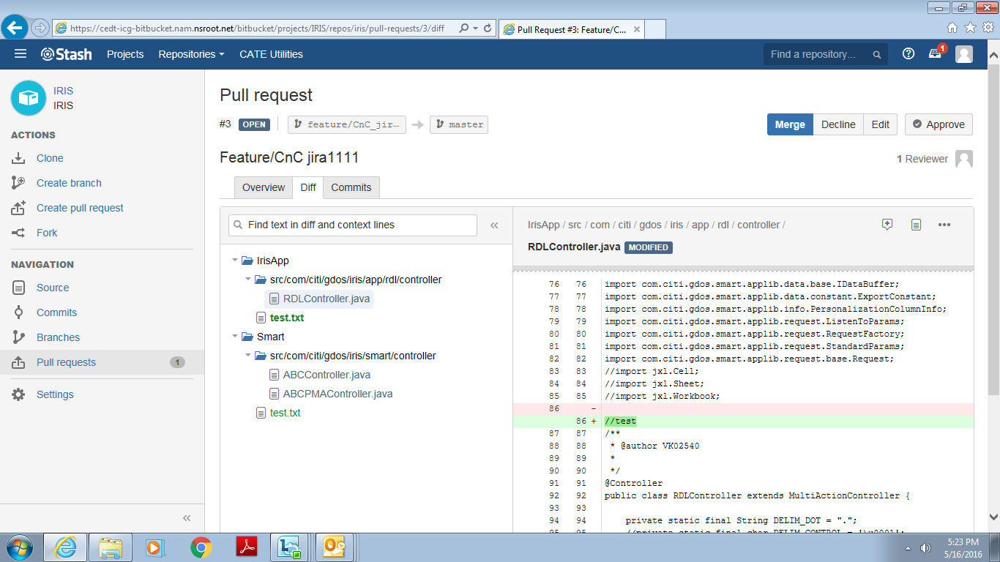 https://cedt-icg-bitbucket.nam.nsroot.net/bitbucket/projects/IRIS/repos/iris/pull-requests/3/diff
Pull Request #3: Feature/C...
Stash Projects Repositories CATE Utilities Find a repository... 1
IRIS
IRIS
ACTIONS
Clone
Create branch
Create pull request
Fork
NAVIGATION
Source
Commits
Branches
Pull requests 1
Settings
Pull request
#3 OPEN feature/CnC_jir… master
Merge Decline Edit Approve
Feature/CnC jira1111
1 Reviewer
Overview Diff Commits
Find text in diff and context lines
IrisApp
src/com/citi/gdos/iris/app/rdl/controller
RDLController.java
test.txt
Smart
src/com/citi/gdos/iris/smart/controller
ABCController.java
ABCPMAController.java
test.txt
IrisApp / src / com / citi / gdos / iris / app / rdl / controller /
RDLController.java MODIFIED
76 76 import com.citi.gdos.smart.applib.data.base.IDataBuffer;
77 77 import com.citi.gdos.smart.applib.data.constant.ExportConstant;
78 78 import com.citi.gdos.smart.applib.info.PersonalizationColumnInfo;
79 79 import com.citi.gdos.smart.applib.request.ListenToParams;
80 80 import com.citi.gdos.smart.applib.request.RequestFactory;
81 81 import com.citi.gdos.smart.applib.request.StandardParams;
82 82 import com.citi.gdos.smart.applib.request.base.Request;
83 83 //import jxl.Cell;
84 84 //import jxl.Sheet;
85 85 //import jxl.Workbook;
86 -
86 + //test
87 87 /**
88 88 * @author VK02540
89 89 *
90 90 */
91 91 @Controller
92 92 public class RDLController extends MultiActionController {
93 93
94 94 private static final String DELIM_DOT = ".";
95 95 //private static final char DELIM_CONTROL = '\u0001';
5:23 PM
5/16/2016